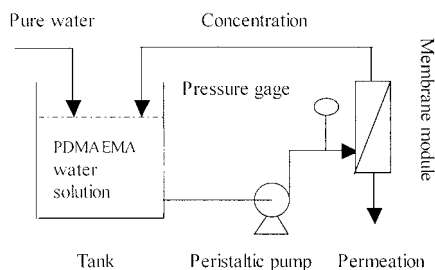 Pure water
Concentration
Pressure gage
Membrane module
PDMAEMA
water
solution
Tank
Peristaltic pump
Permeation